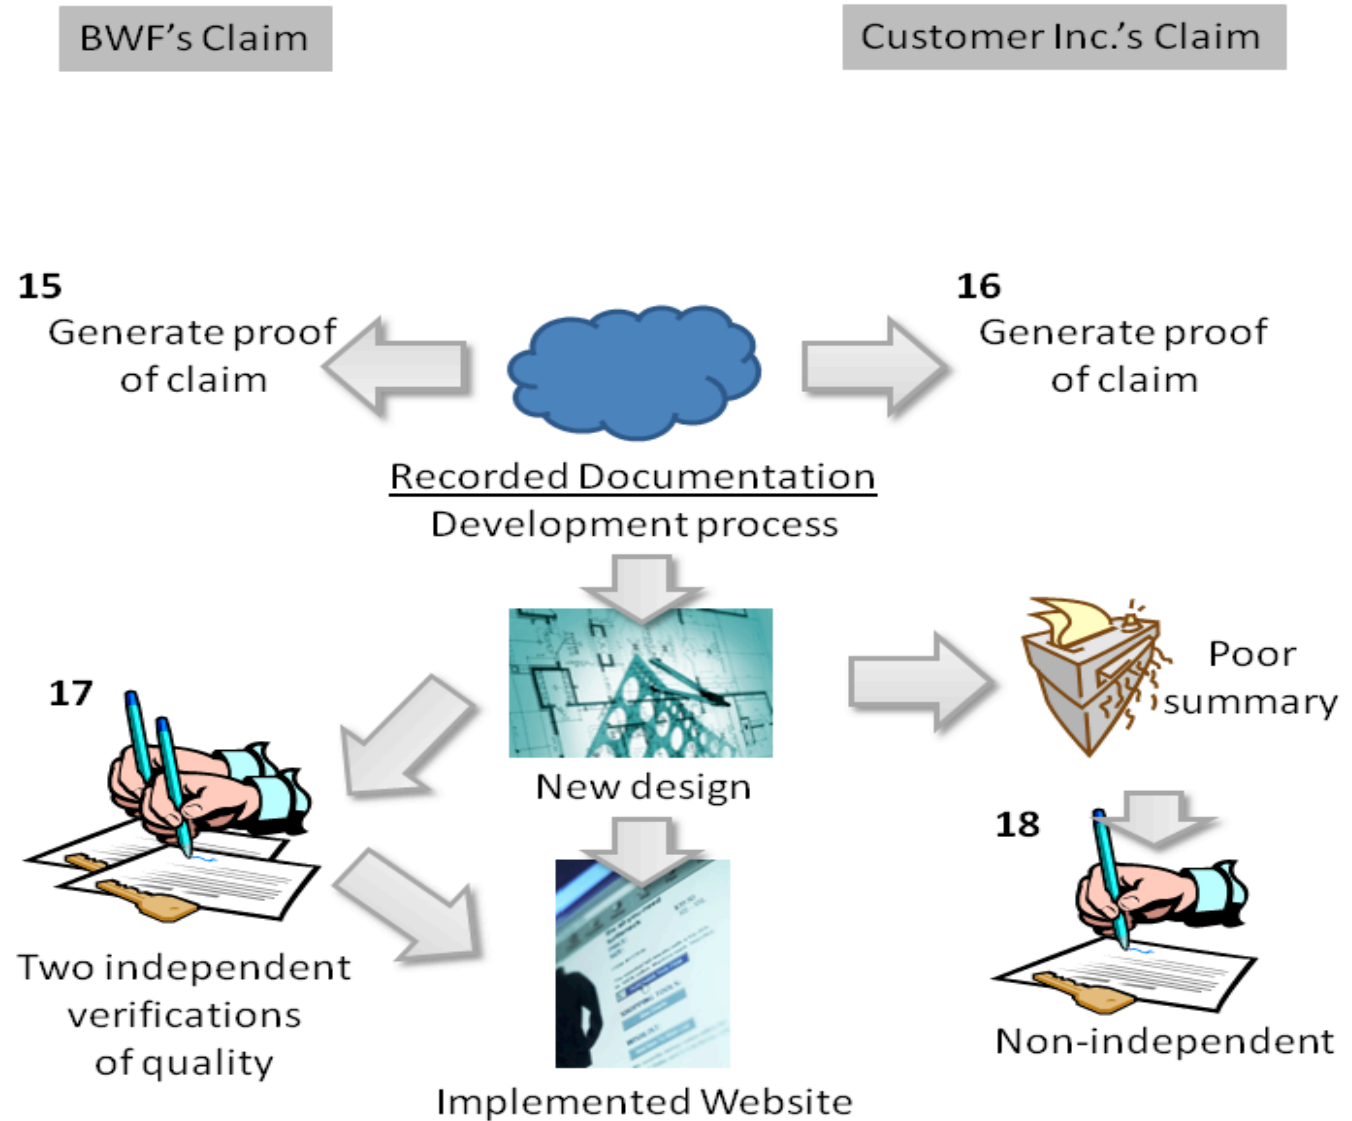 BWF's Claim
Customer Inc.'s Claim
15
Generate proof
of claim
16
Generate proof
of claim
Recorded Documentation
Development process
Poor
summary
17
New design
18
Two independent
verifications
of quality
Non-independent
Implemented Website